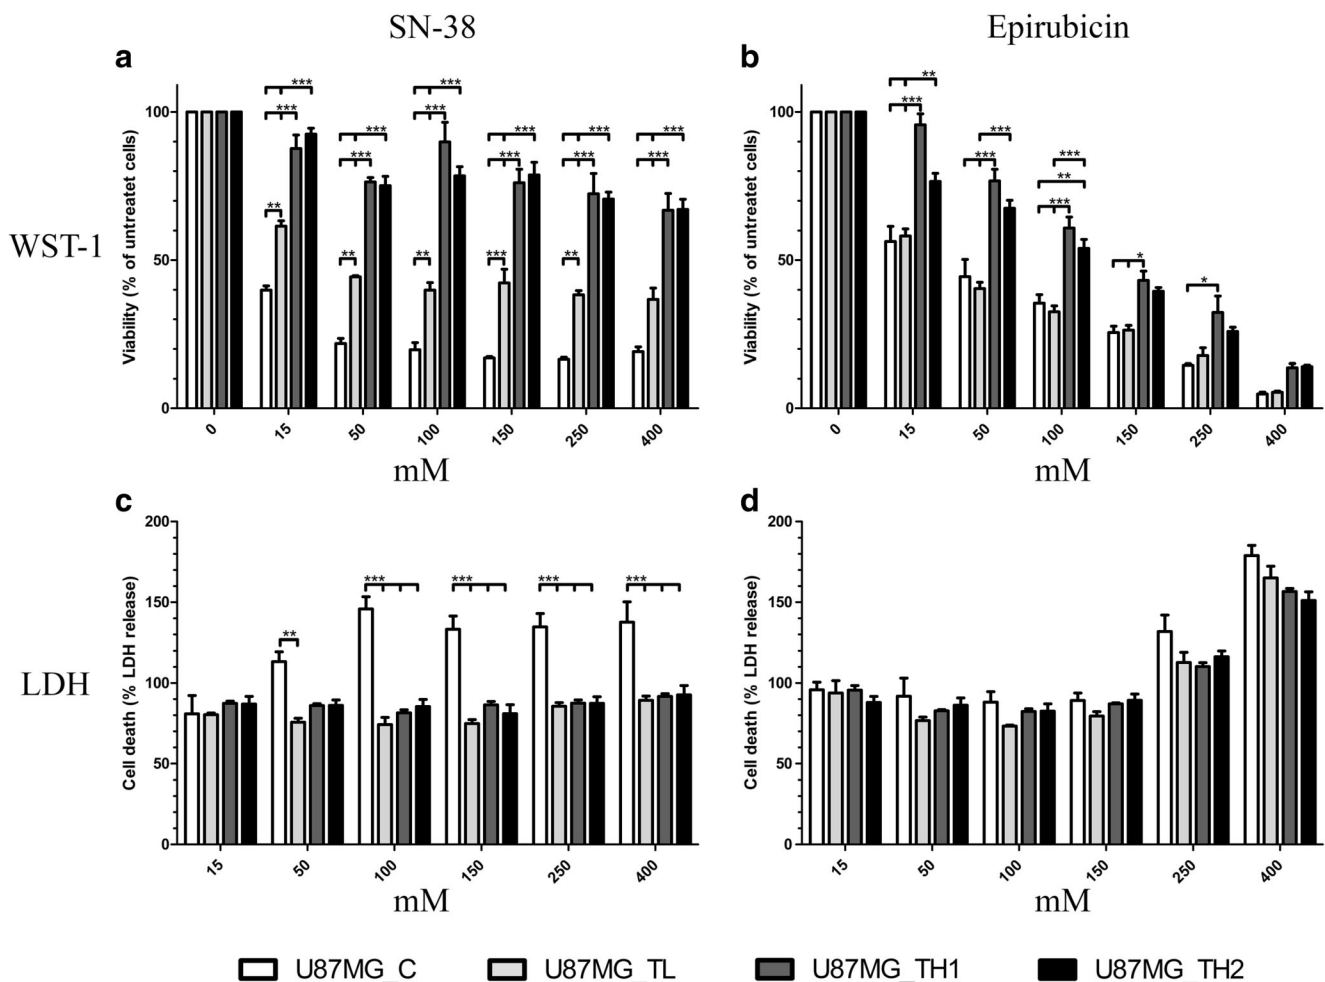 SN-38
Epirubicin
a
b
WST-1
LDH
Viability (% of untreatet cells)
100
50
0
*** *** *** *** *** ***
*** *** *** *** *** ***
** ** ** *** **
0 15 50 100 150 250 400
mM
Viability (% of untreatet cells)
100
50
0
** *** *** *** *** ** *** * *
0 15 50 100 150 250 400
mM
c
d
Cell death (% LDH release)
200
150
100
50
0
** *** *** *** ***
15 50 100 150 250 400
mM
Cell death (% LDH release)
200
150
100
50
0
15 50 100 150 250 400
mM
U87MG_C U87MG_TL U87MG_TH1 U87MG_TH2